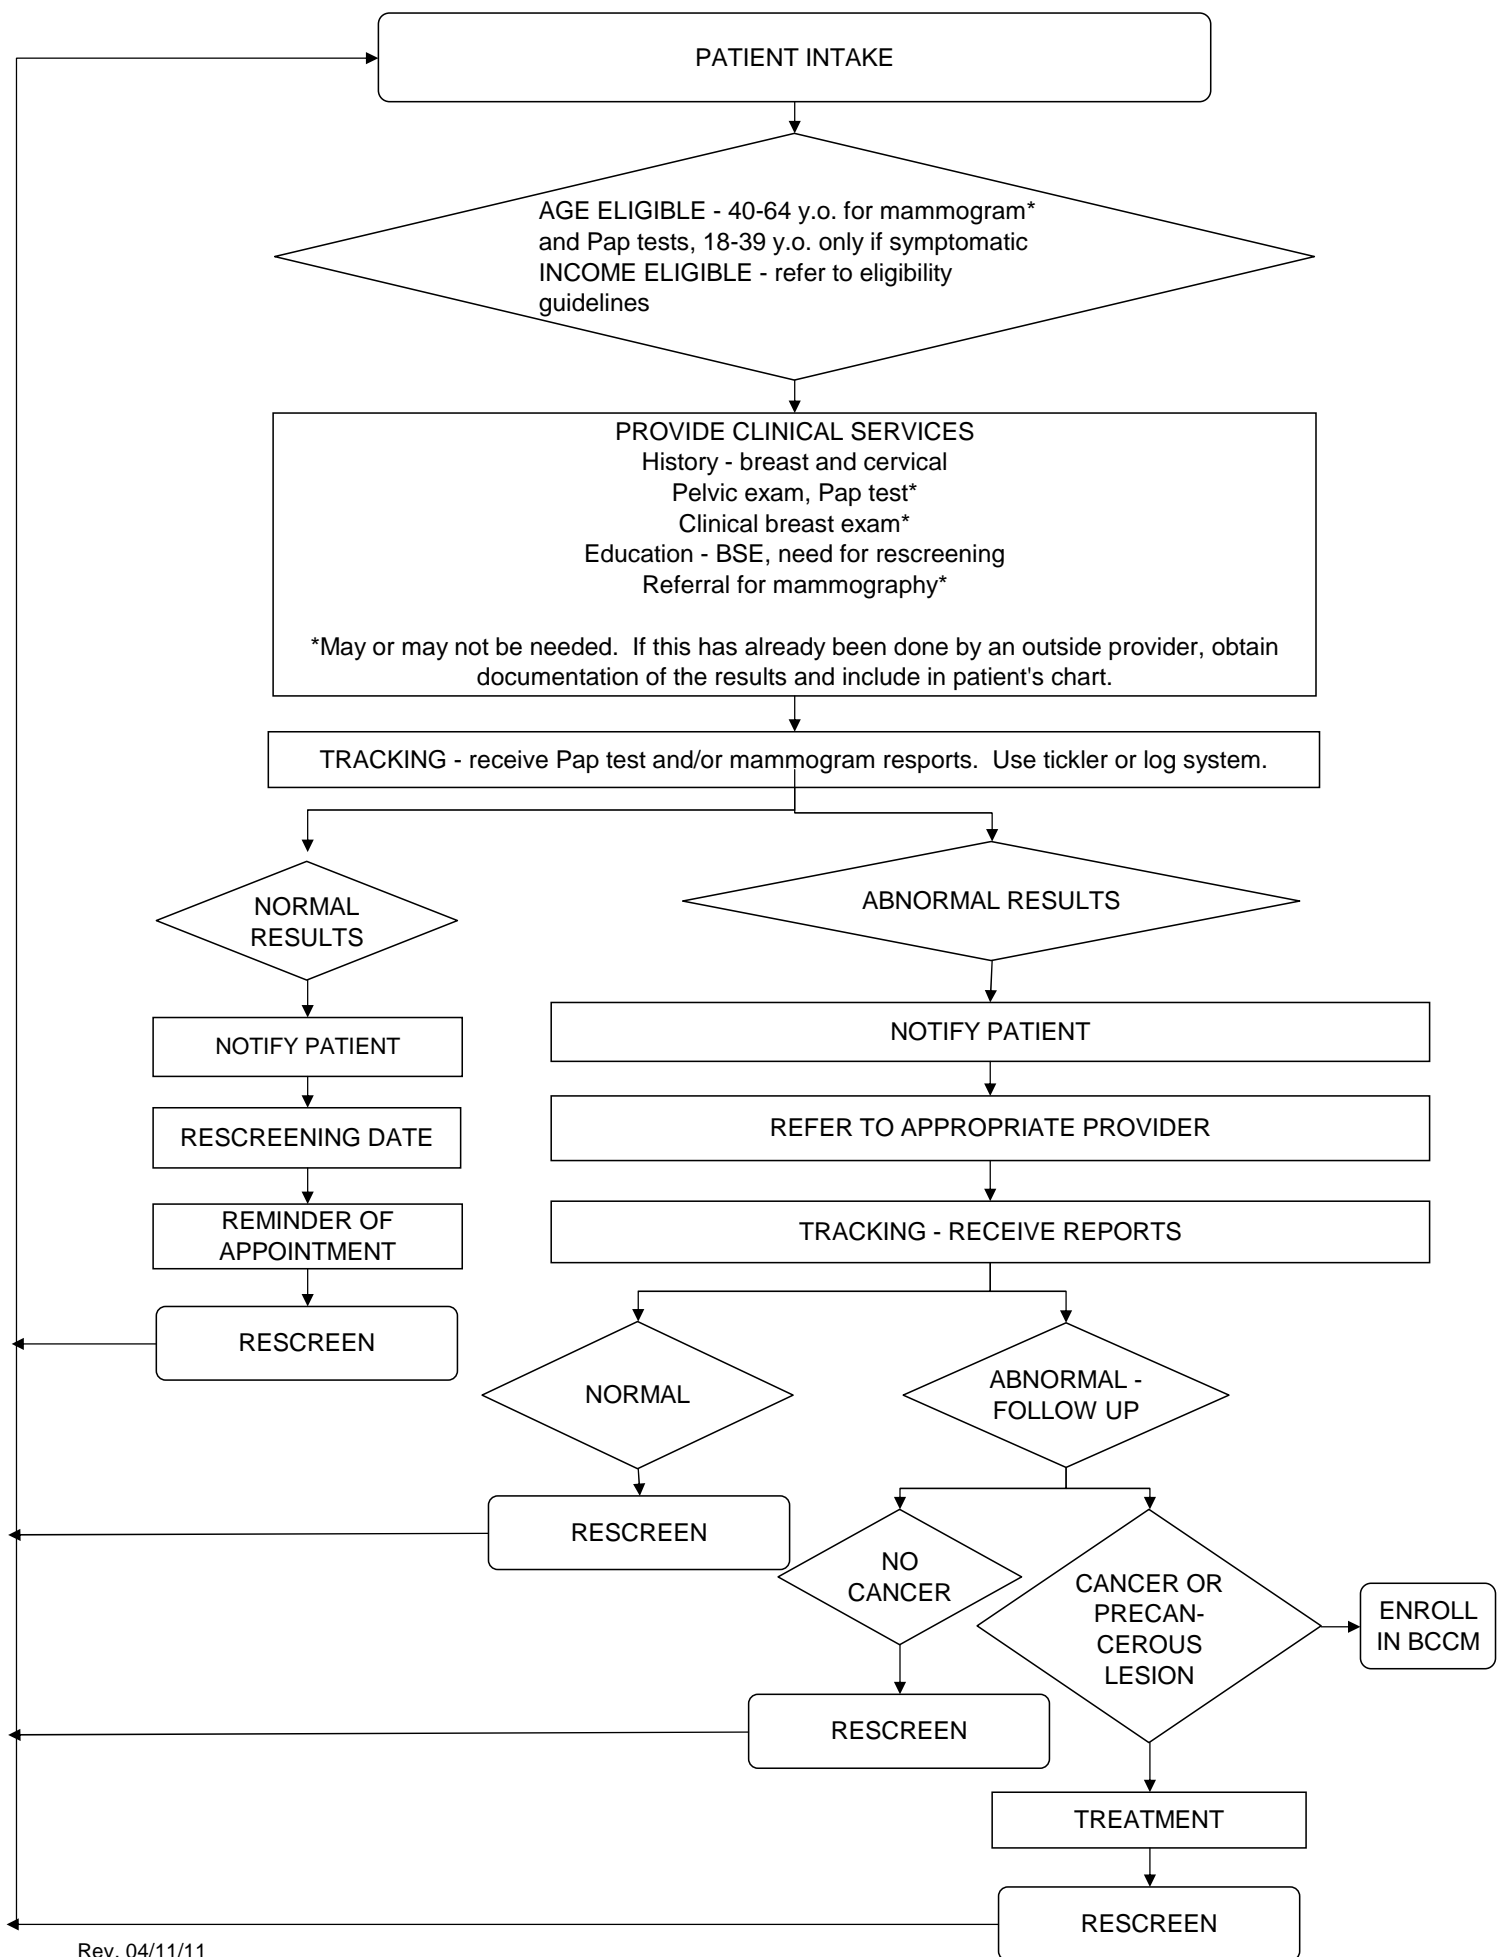 PATIENT INTAKE
AGE ELIGIBLE - 40-64 y.o. for mammogram*
and Pap tests, 18-39 y.o. only if symptomatic
INCOME ELIGIBLE - refer to eligibility
guidelines
PROVIDE CLINICAL SERVICES
History - breast and cervical
Pelvic exam, Pap test*
Clinical breast exam*
Education - BSE, need for rescreening
Referral for mammography*
*May or may not be needed.  If this has already been done by an outside provider, obtain
documentation of the results and include in patient's chart.
TRACKING - receive Pap test and/or mammogram resports.  Use tickler or log system.
NORMAL
RESULTS
ABNORMAL RESULTS
NOTIFY PATIENT
NOTIFY PATIENT
RESCREENING DATE
REFER TO APPROPRIATE PROVIDER
REMINDER OF
APPOINTMENT
TRACKING - RECEIVE REPORTS
RESCREEN
NORMAL
ABNORMAL -
FOLLOW UP
RESCREEN
NO
CANCER
CANCER OR
PRECAN-
CEROUS
LESION
ENROLL
IN BCCM
RESCREEN
TREATMENT
RESCREEN
Rev. 04/11/11